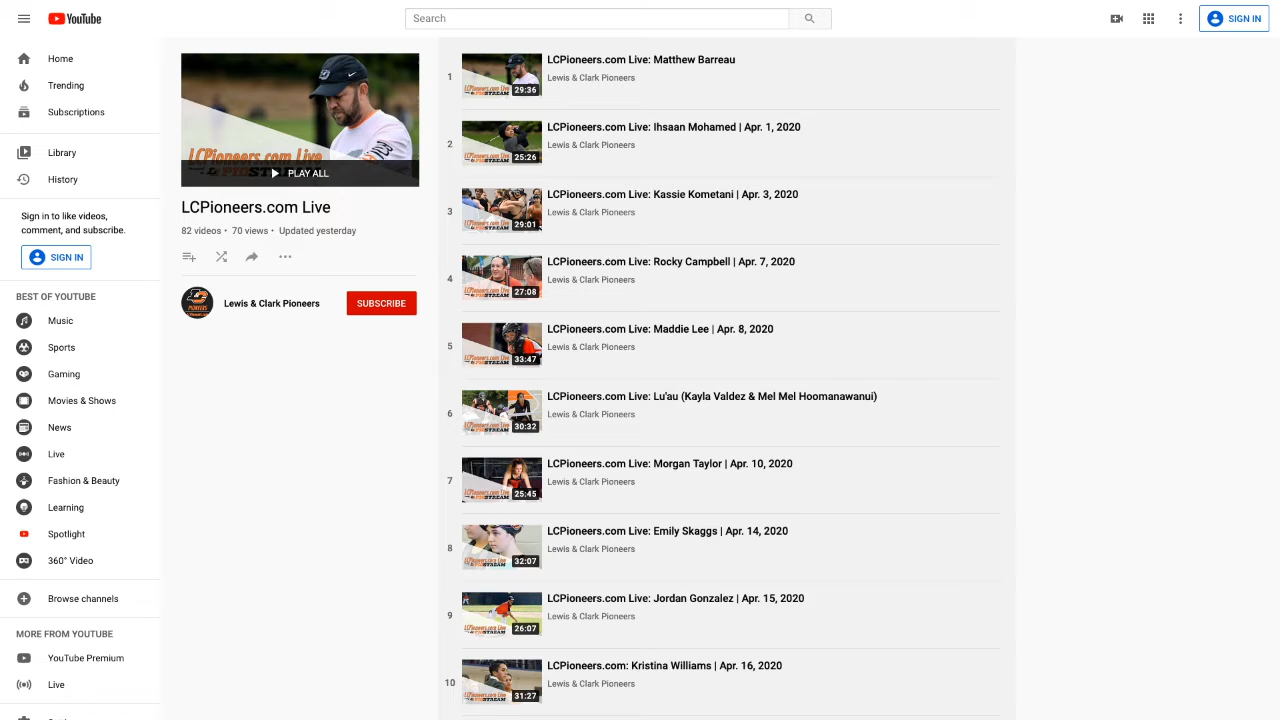 YouTube
Search
SIGN IN
Home
Trending
Subscriptions
Library
History
Sign in to like videos,
comment, and subscribe.
SIGN IN
BEST OF YOUTUBE
Music
Sports
Gaming
Movies & Shows
News
Live
Fashion & Beauty
Learning
Spotlight
360° Video
Browse channels
MORE FROM YOUTUBE
YouTube Premium
Live
LCPioneers.com Live
PLAY ALL
LCPioneers.com Live
82 videos • 70 views • Updated yesterday
Lewis & Clark Pioneers
SUBSCRIBE
1
29:36
LCPioneers.com Live: Matthew Barreau
Lewis & Clark Pioneers
2
25:26
LCPioneers.com Live: Ihsaan Mohamed | Apr. 1, 2020
Lewis & Clark Pioneers
3
29:01
LCPioneers.com Live: Kassie Kometani | Apr. 3, 2020
Lewis & Clark Pioneers
4
27:08
LCPioneers.com Live: Rocky Campbell | Apr. 7, 2020
Lewis & Clark Pioneers
5
33:47
LCPioneers.com Live: Maddie Lee | Apr. 8, 2020
Lewis & Clark Pioneers
6
30:32
LCPioneers.com Live: Lu'au (Kayla Valdez & Mel Mel Hoomanawanui)
Lewis & Clark Pioneers
7
25:45
LCPioneers.com Live: Morgan Taylor | Apr. 10, 2020
Lewis & Clark Pioneers
8
32:07
LCPioneers.com Live: Emily Skaggs | Apr. 14, 2020
Lewis & Clark Pioneers
9
26:07
LCPioneers.com Live: Jordan Gonzalez | Apr. 15, 2020
Lewis & Clark Pioneers
10
31:27
LCPioneers.com: Kristina Williams | Apr. 16, 2020
Lewis & Clark Pioneers